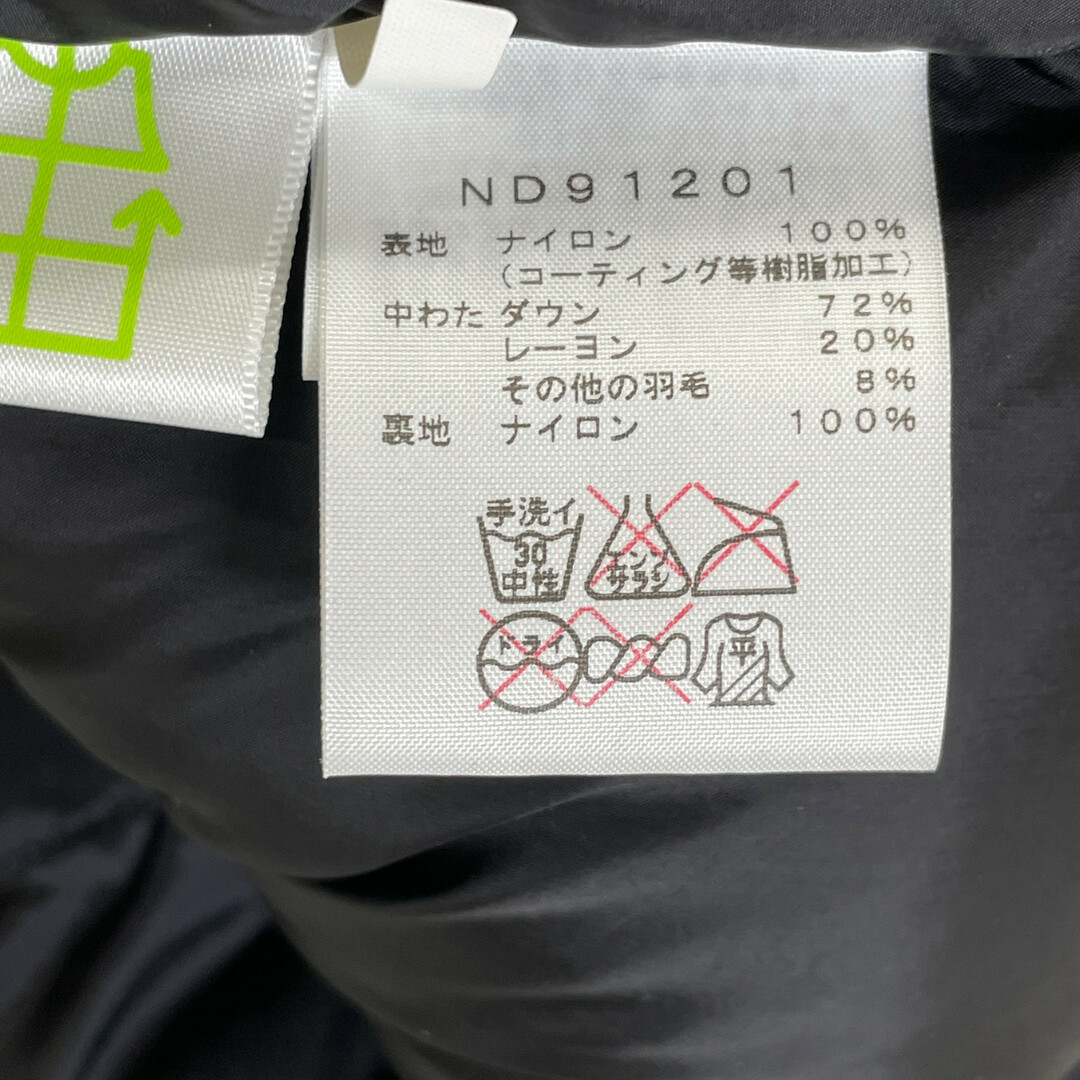 ND91201
表地 ナイロン 100%
(コーティング等樹脂加工)
中わた ダウン 72%
レーヨン 20%
その他の羽毛 8%
裏地 ナイロン 100%
手洗イ
30
中性
エンソ
サラシ
ドライ
平